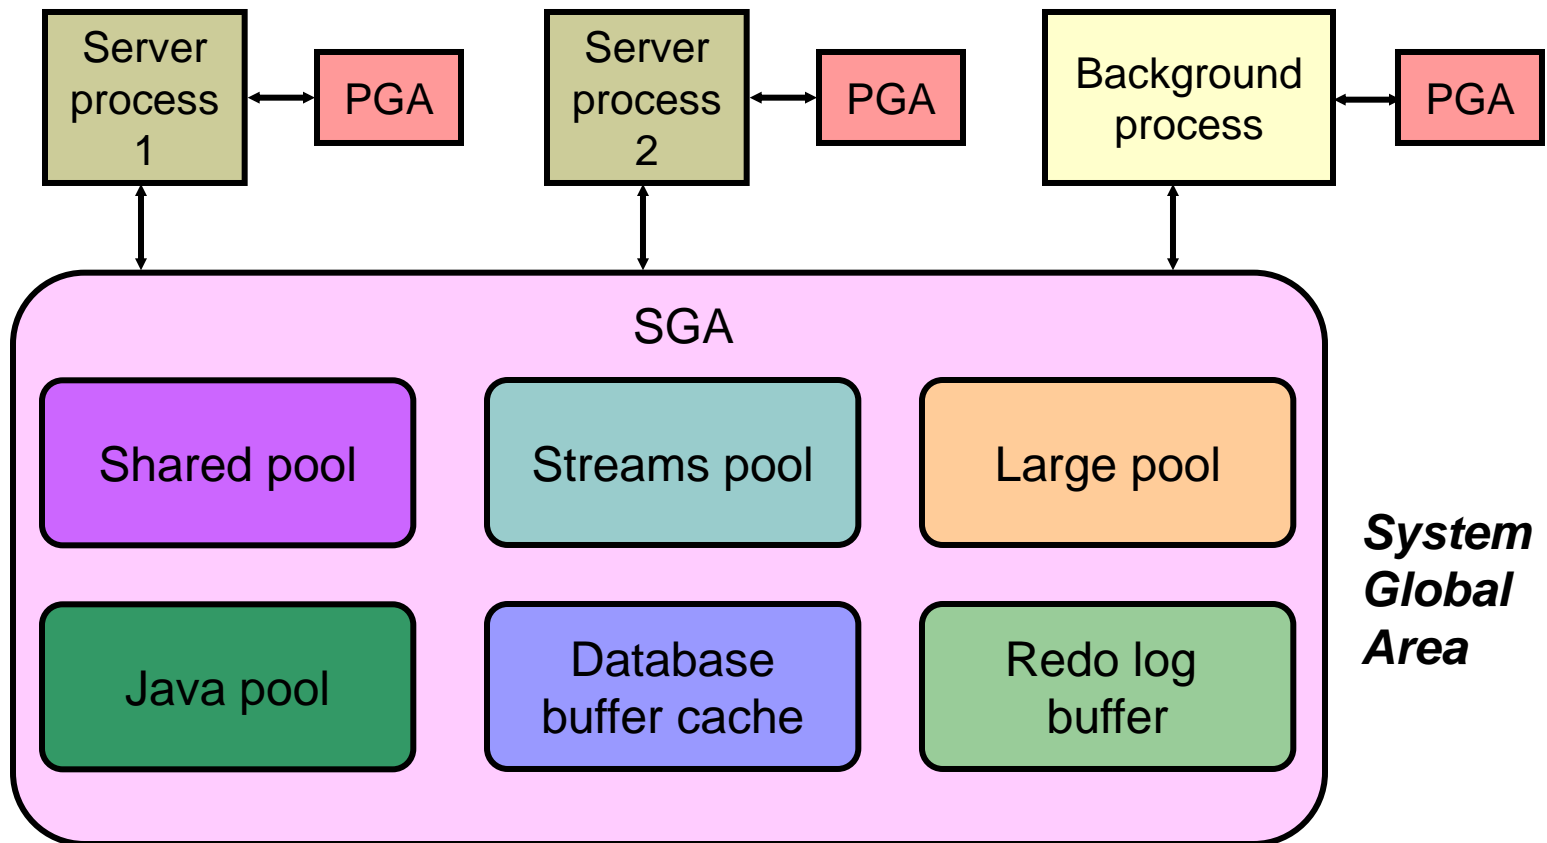 Server
process
1
PGA
Server
process
2
PGA
Background
process
PGA
SGA
Shared pool
Streams pool
Large pool
Java pool
Database
buffer cache
Redo log
buffer
System
Global
Area